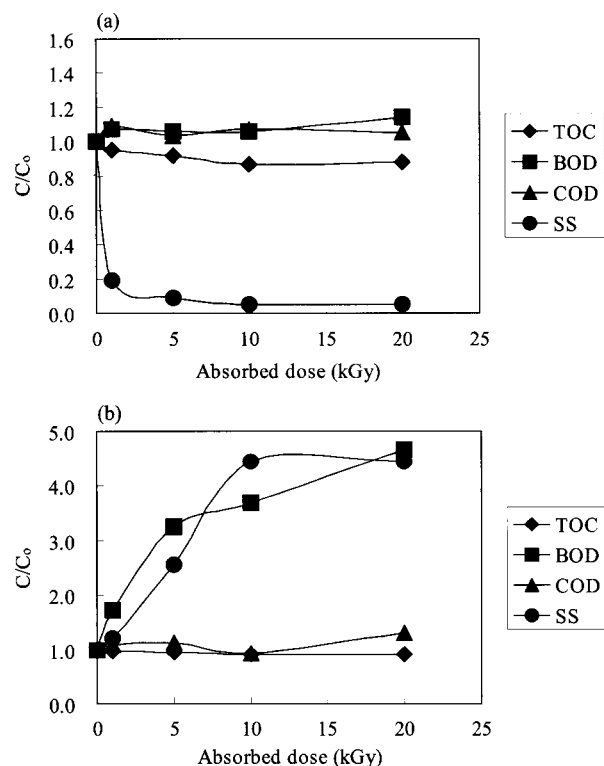 (a)
1.6
1.4
1.2
1.0
0.8
0.6
0.4
0.2
0.0
C/Co
0 5 10 15 20 25
Absorbed dose (kGy)
TOC
BOD
COD
SS
(b)
5.0
4.0
3.0
2.0
1.0
0.0
C/Co
0 5 10 15 20 25
Absorbed dose (kGy)
TOC
BOD
COD
SS